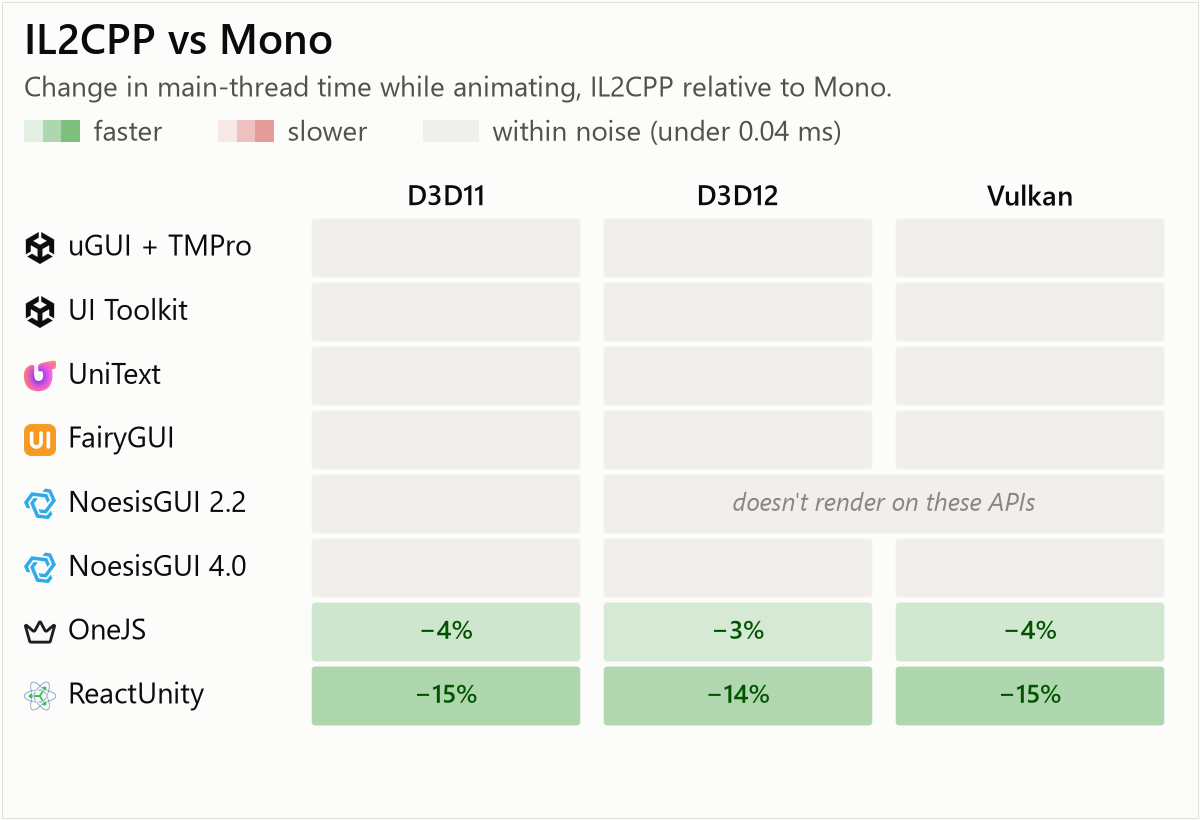 IL2CPP vs Mono
Change in main-thread time while animating, IL2CPP relative to Mono.
faster slower within noise (under 0.04 ms)
D3D11 D3D12 Vulkan
uGUI + TMPro
UI Toolkit
UniText
UI FairyGUI
NoesisGUI 2.2 doesn't render on these APIs
NoesisGUI 4.0
OneJS −4% −3% −4%
ReactUnity −15% −14% −15%